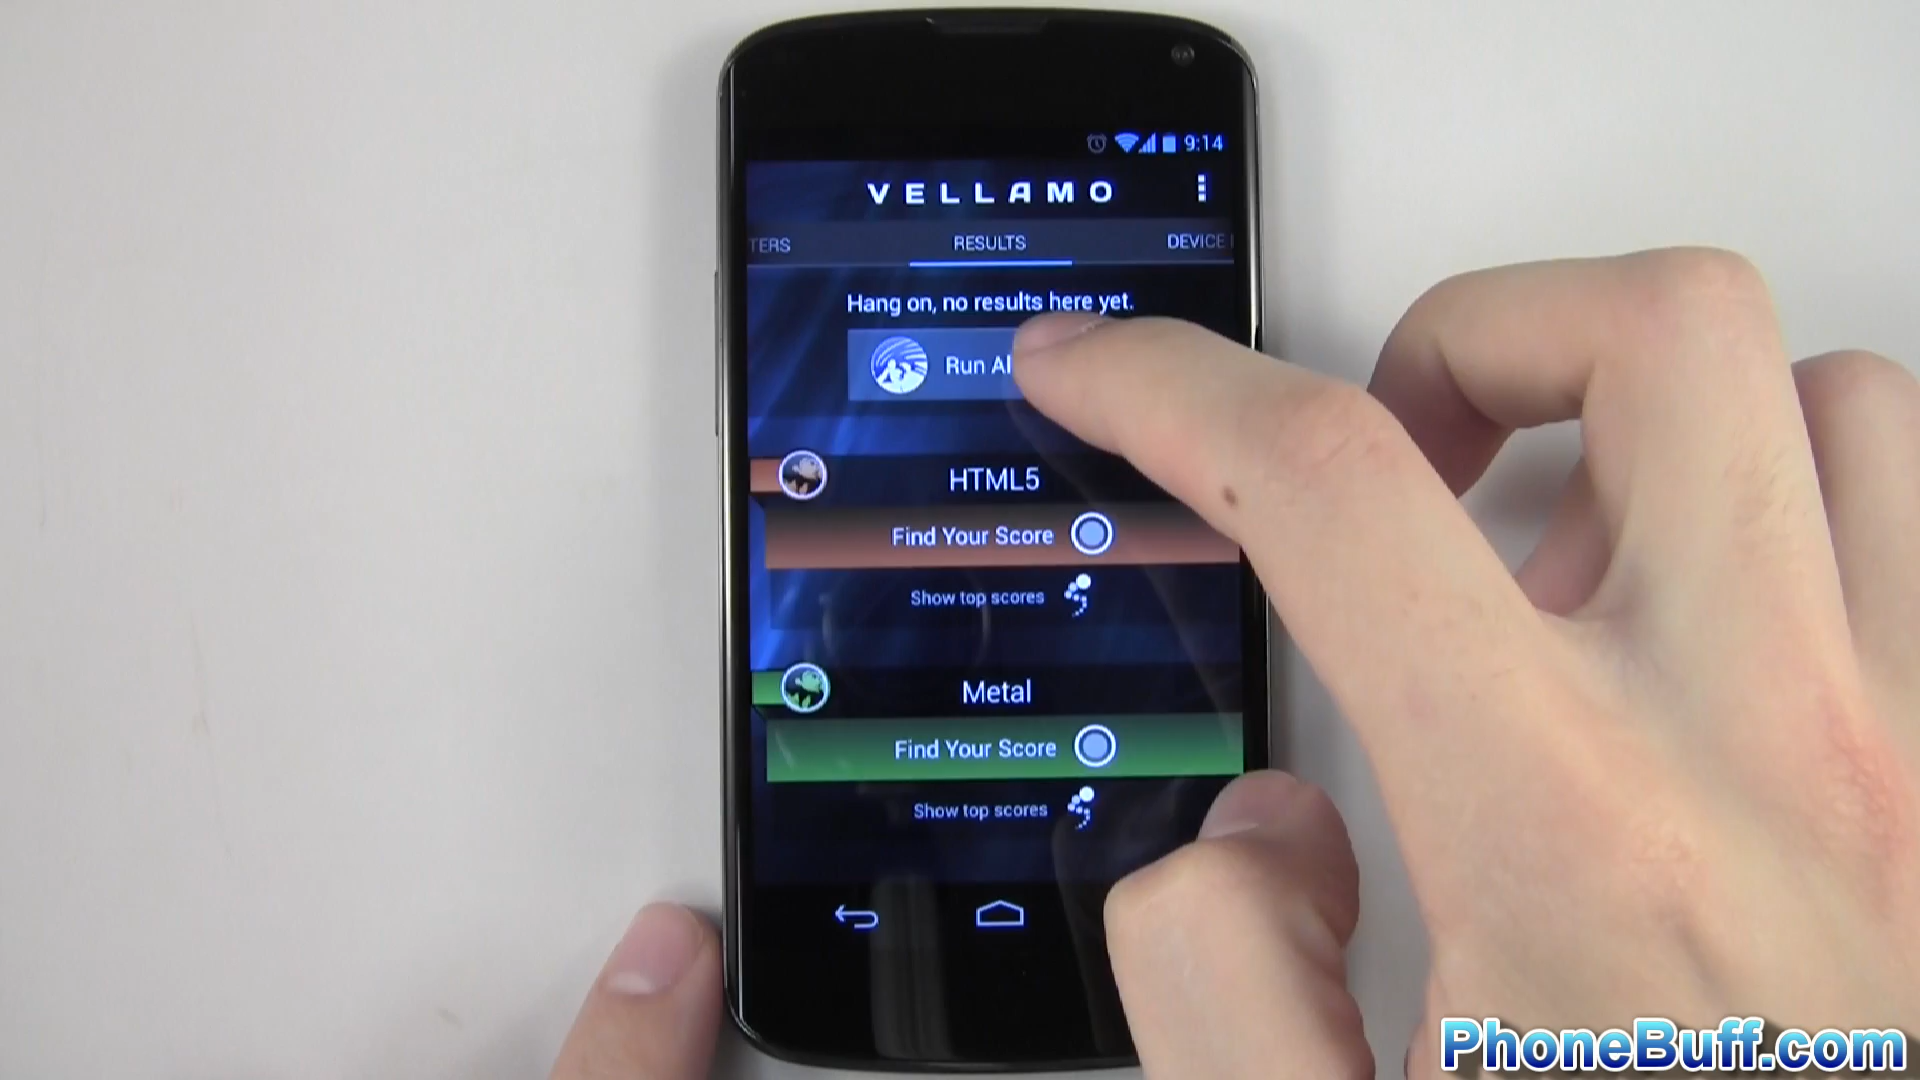 9:14
VELLAMO
TERS RESULTS DEVICE
Hang on, no results here yet.
Run Al
HTML5
Find Your Score
Show top scores
Metal
Find Your Score
Show top scores
PhoneBuff.com